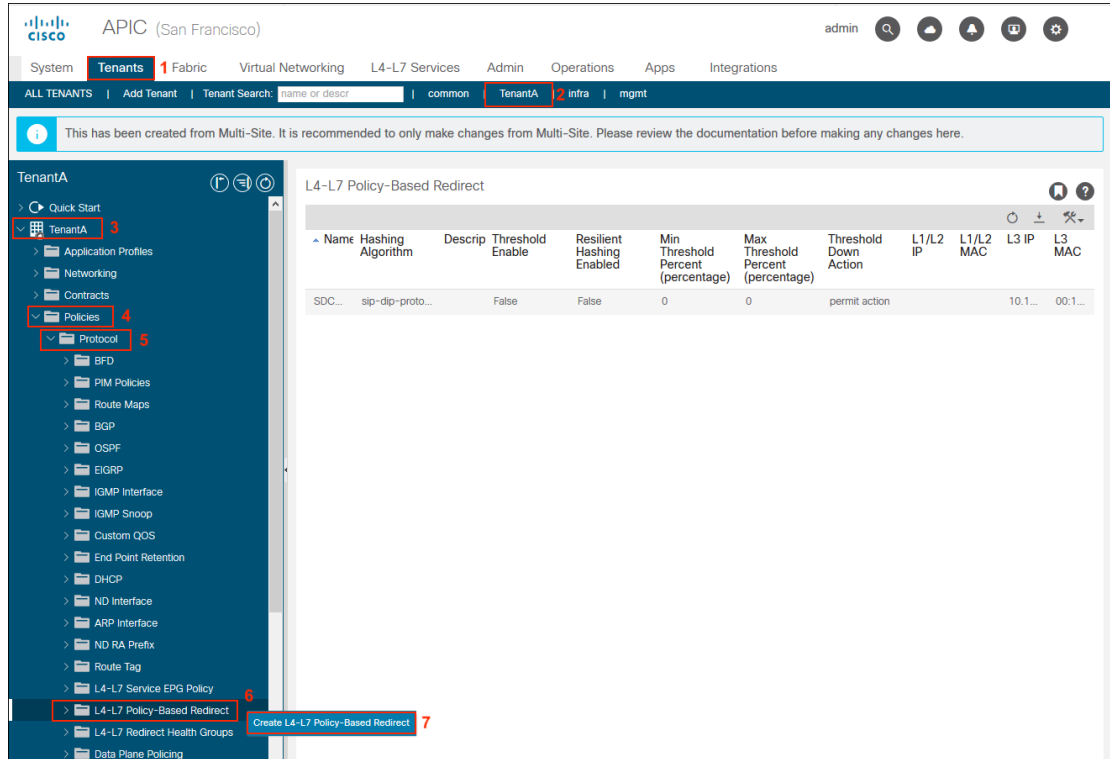 CISCO APIC (San Francisco) admin
System Tenants 1 Fabric Virtual Networking L4-L7 Services Admin Operations Apps Integrations
ALL TENANTS | Add Tenant | Tenant Search: name or descr | common | TenantA 2 infra | mgmt
i This has been created from Multi-Site. It is recommended to only make changes from Multi-Site. Please review the documentation before making any changes here.
TenantA
Quick Start
TenantA 3
Application Profiles
Networking
Contracts
Policies 4
Protocol 5
BFD
PIM Policies
Route Maps
BGP
OSPF
EIGRP
IGMP Interface
IGMP Snoop
Custom QOS
End Point Retention
DHCP
ND Interface
ARP Interface
ND RA Prefix
Route Tag
L4-L7 Service EPG Policy
6
L4-L7 Policy-Based Redirect
Create L4-L7 Policy-Based Redirect 7
L4-L7 Redirect Health Groups
Data Plane Policing
L4-L7 Policy-Based Redirect
?
Name Hashing Descrip Threshold Resilient Min Max Threshold L1/L2 L1/L2 L3 IP L3
Algorithm Enable Hashing Threshold Threshold Down IP MAC MAC
Enabled Percent Percent Action
(percentage) (percentage)
SDC... sip-dip-proto... False False 0 0 permit action 10.1... 00:1...